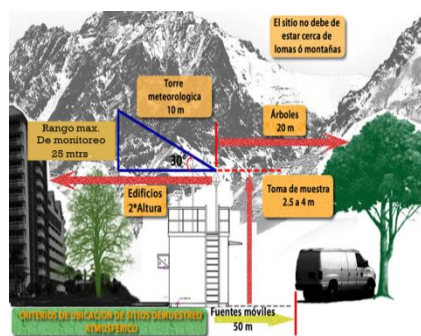 El sitio no debe de
estar cerca de
lomas ó montañas
Torre
meteorologica
10 m
Árboles
20 m
Rango max.
De monitoreo
25 mtrs
30°
Edificios
2*Altura
Toma de muestra
2.5 a 4 m
CRITERIOS DE UBICACIÓN DE SITIOS DEMUESTREO
ATMOSFÉRICO
Fuentes móviles
50 m